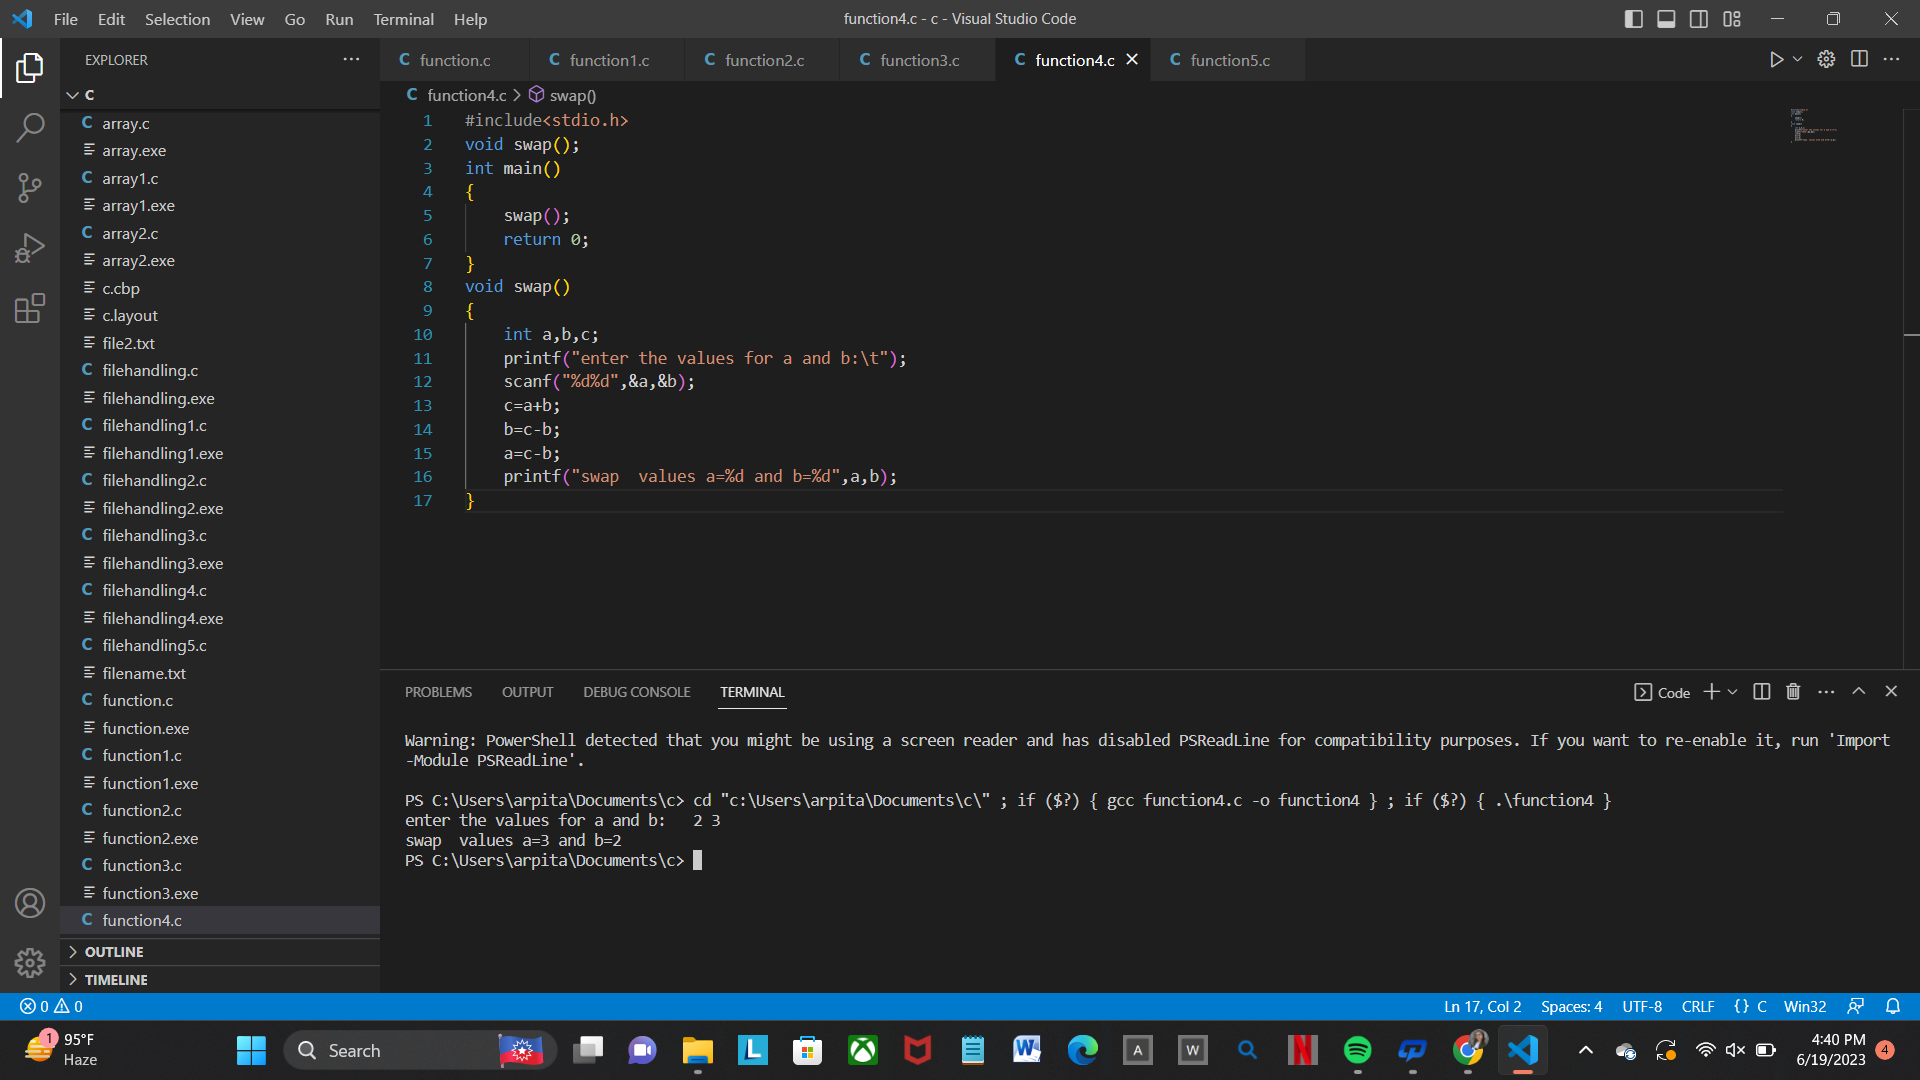 File Edit Selection View Go Run Terminal Help
function4.c - c - Visual Studio Code
EXPLORER
C
C array.c
array.exe
C array1.c
array1.exe
C array2.c
array2.exe
c.cbp
c.layout
file2.txt
C filehandling.c
filehandling.exe
C filehandling1.c
filehandling1.exe
C filehandling2.c
filehandling2.exe
C filehandling3.c
filehandling3.exe
C filehandling4.c
filehandling4.exe
C filehandling5.c
filename.txt
C function.c
function.exe
C function1.c
function1.exe
C function2.c
function2.exe
C function3.c
function3.exe
C function4.c
OUTLINE
TIMELINE
C function.c C function1.c C function2.c C function3.c C function4.c C function5.c
C function4.c > swap()
1 #include<stdio.h>
2 void swap();
3 int main()
4 {
5 swap();
6 return 0;
7 }
8 void swap()
9 {
10 int a,b,c;
11 printf("enter the values for a and b:\t");
12 scanf("%d%d",&a,&b);
13 c=a+b;
14 b=c-b;
15 a=c-b;
16 printf("swap  values a=%d and b=%d",a,b);
17 }
PROBLEMS OUTPUT DEBUG CONSOLE TERMINAL
Code
Warning: PowerShell detected that you might be using a screen reader and has disabled PSReadLine for compatibility purposes. If you want to re-enable it, run 'Import
-Module PSReadLine'.
PS C:\Users\arpita\Documents\c> cd "c:\Users\arpita\Documents\c\" ; if ($?) { gcc function4.c -o function4 } ; if ($?) { .\function4 }
enter the values for a and b:   2 3
swap  values a=3 and b=2
PS C:\Users\arpita\Documents\c>
0 0
Ln 17, Col 2 Spaces: 4 UTF-8 CRLF {} C Win32
1
95°F
Haze
Search
L
W
A
W
N
4:40 PM
6/19/2023
4